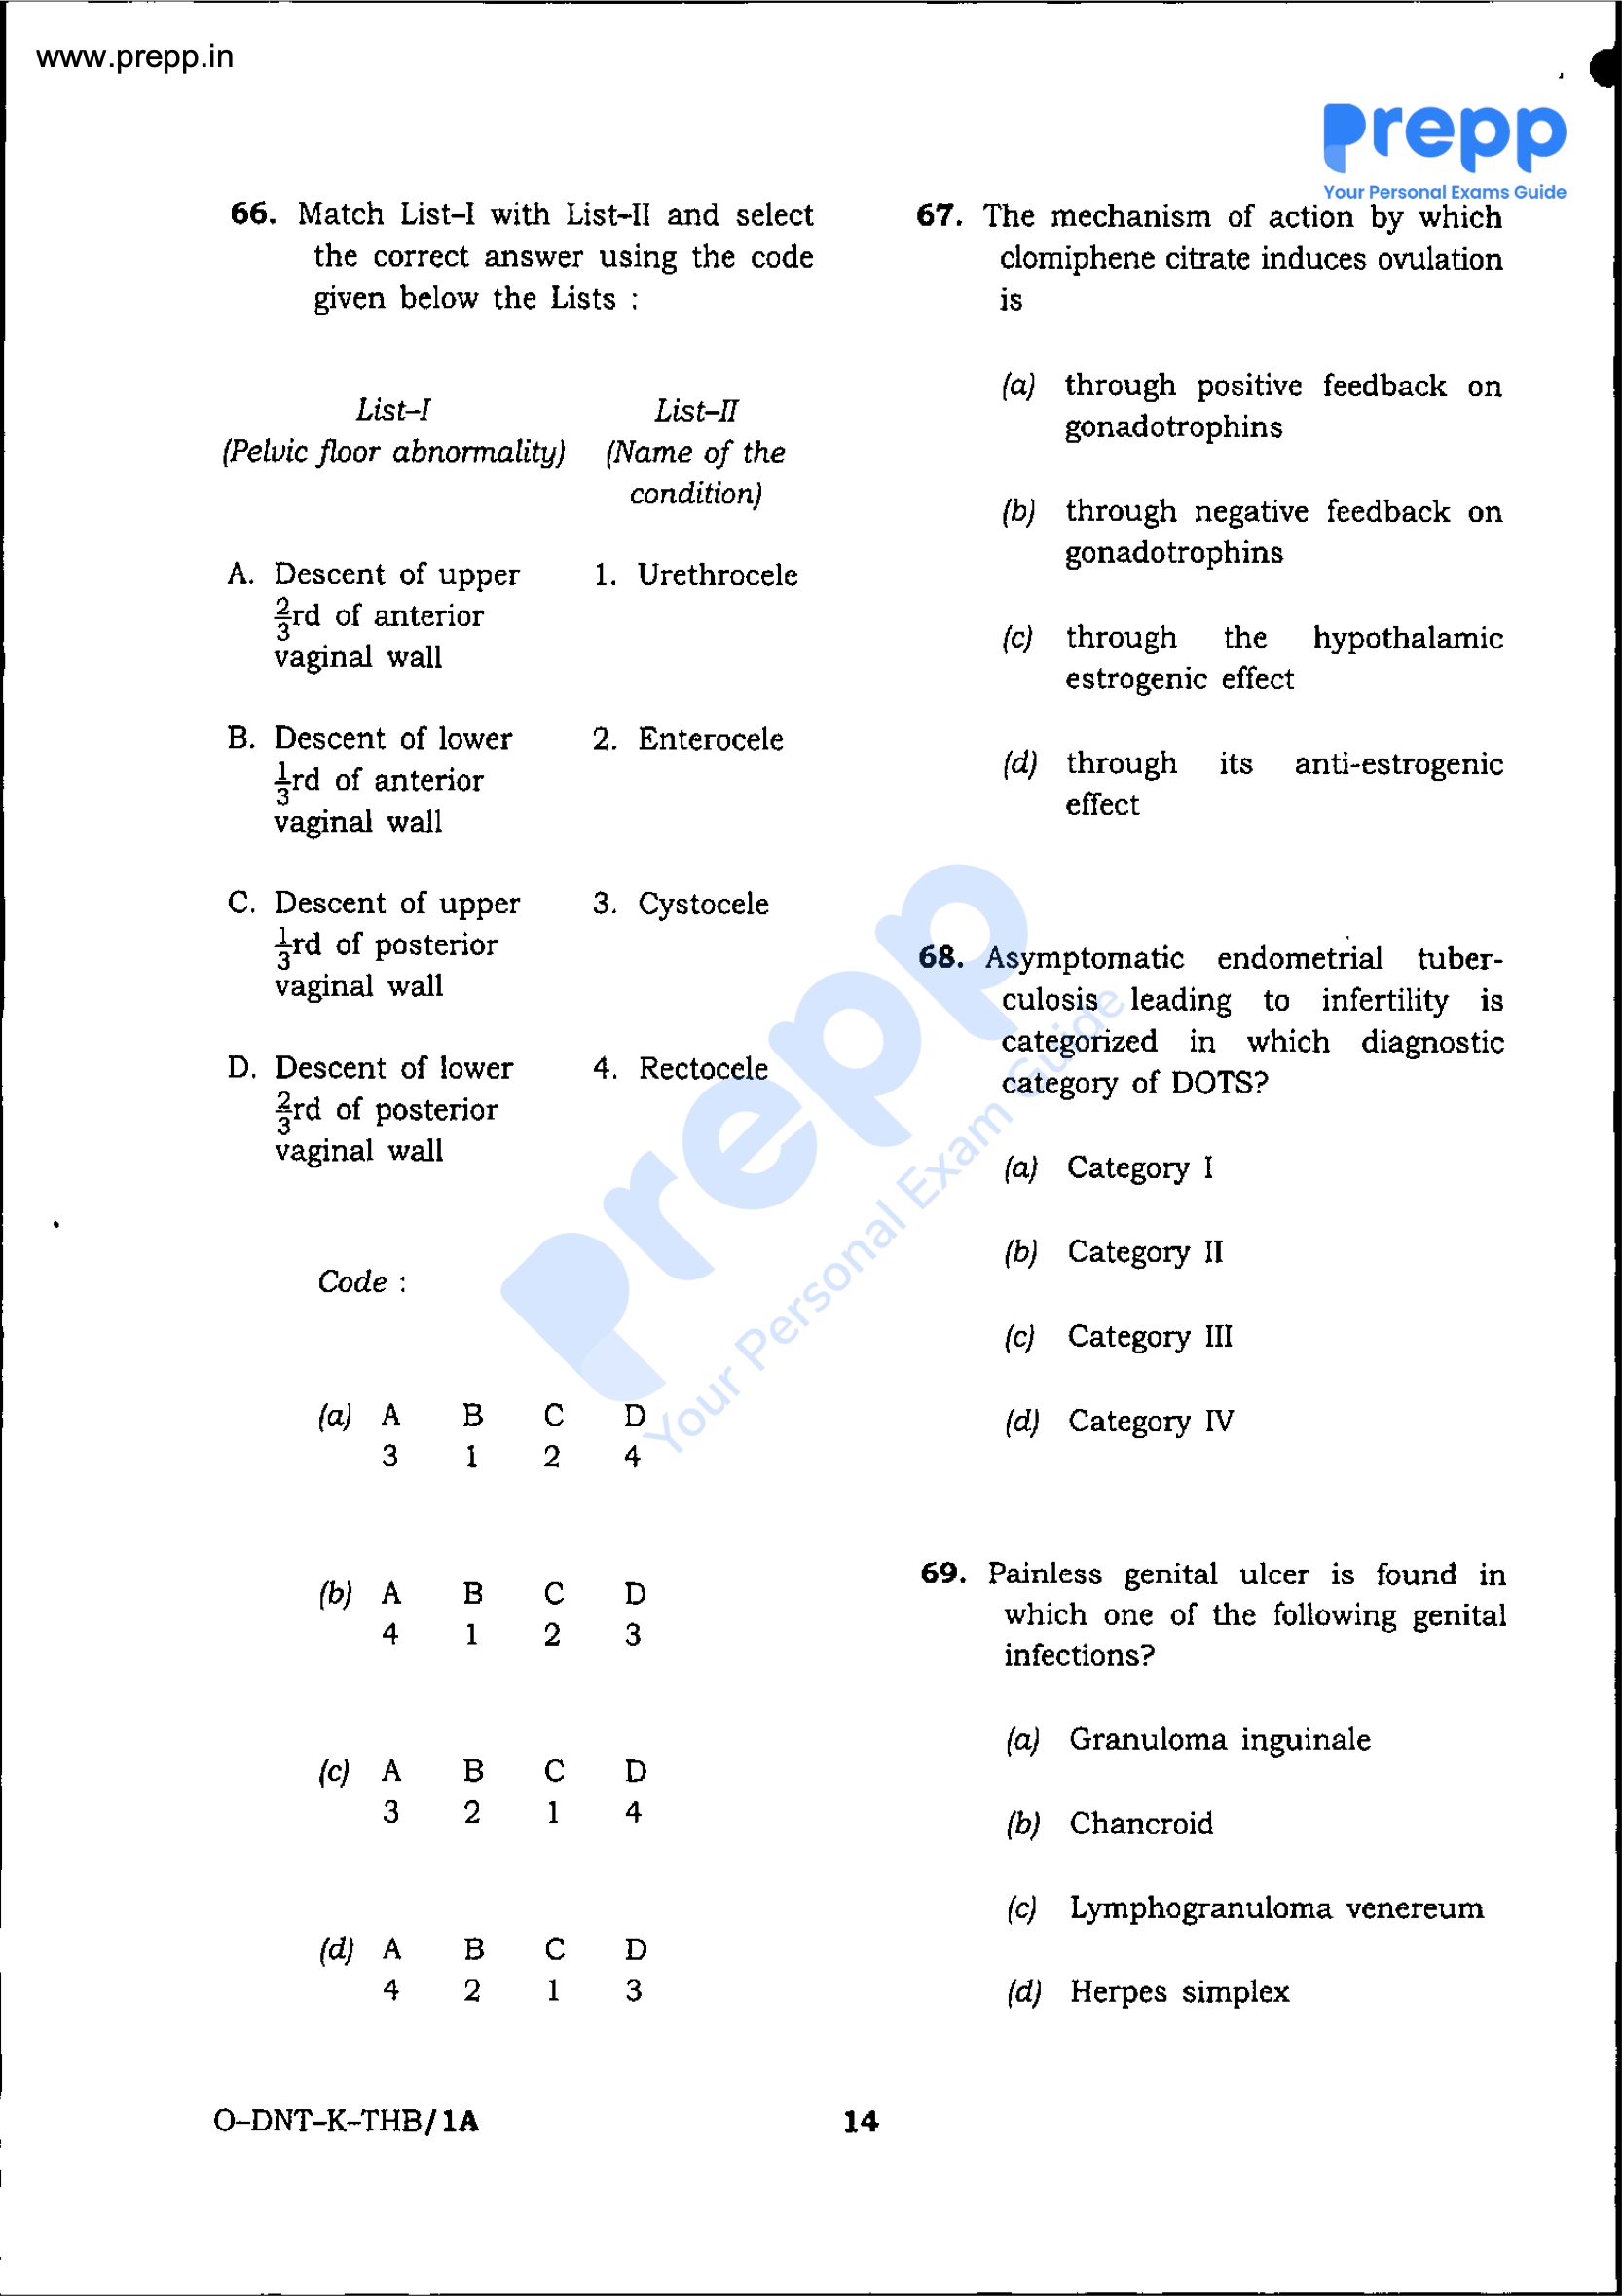 www.prepp.in
prepp
Your Personal Exams Guide
66. Match List–I with List–II and select
the correct answer using the code
given below the Lists :
List–I
List–II
(Pelvic floor abnormality)
(Name of the
condition)
A. Descent of upper
2/3rd of anterior
vaginal wall
1. Urethrocele
B. Descent of lower
1/3rd of anterior
vaginal wall
2. Enterocele
C. Descent of upper
1/3rd of posterior
vaginal wall
3. Cystocele
D. Descent of lower
2/3rd of posterior
vaginal wall
4. Rectocele
Code :
(a) A B C D
3 1 2 4
(b) A B C D
4 1 2 3
(c) A B C D
3 2 1 4
(d) A B C D
4 2 1 3
67. The mechanism of action by which
clomiphene citrate induces ovulation
is
(a) through positive feedback on
gonadotrophins
(b) through negative feedback on
gonadotrophins
(c) through the hypothalamic
estrogenic effect
(d) through its anti-estrogenic
effect
68. Asymptomatic endometrial tuber-
culosis leading to infertility is
categorized in which diagnostic
category of DOTS?
(a) Category I
(b) Category II
(c) Category III
(d) Category IV
69. Painless genital ulcer is found in
which one of the following genital
infections?
(a) Granuloma inguinale
(b) Chancroid
(c) Lymphogranuloma venereum
(d) Herpes simplex
prepp
Your Personal Exam Guide
O–DNT–K–THB/1A
14